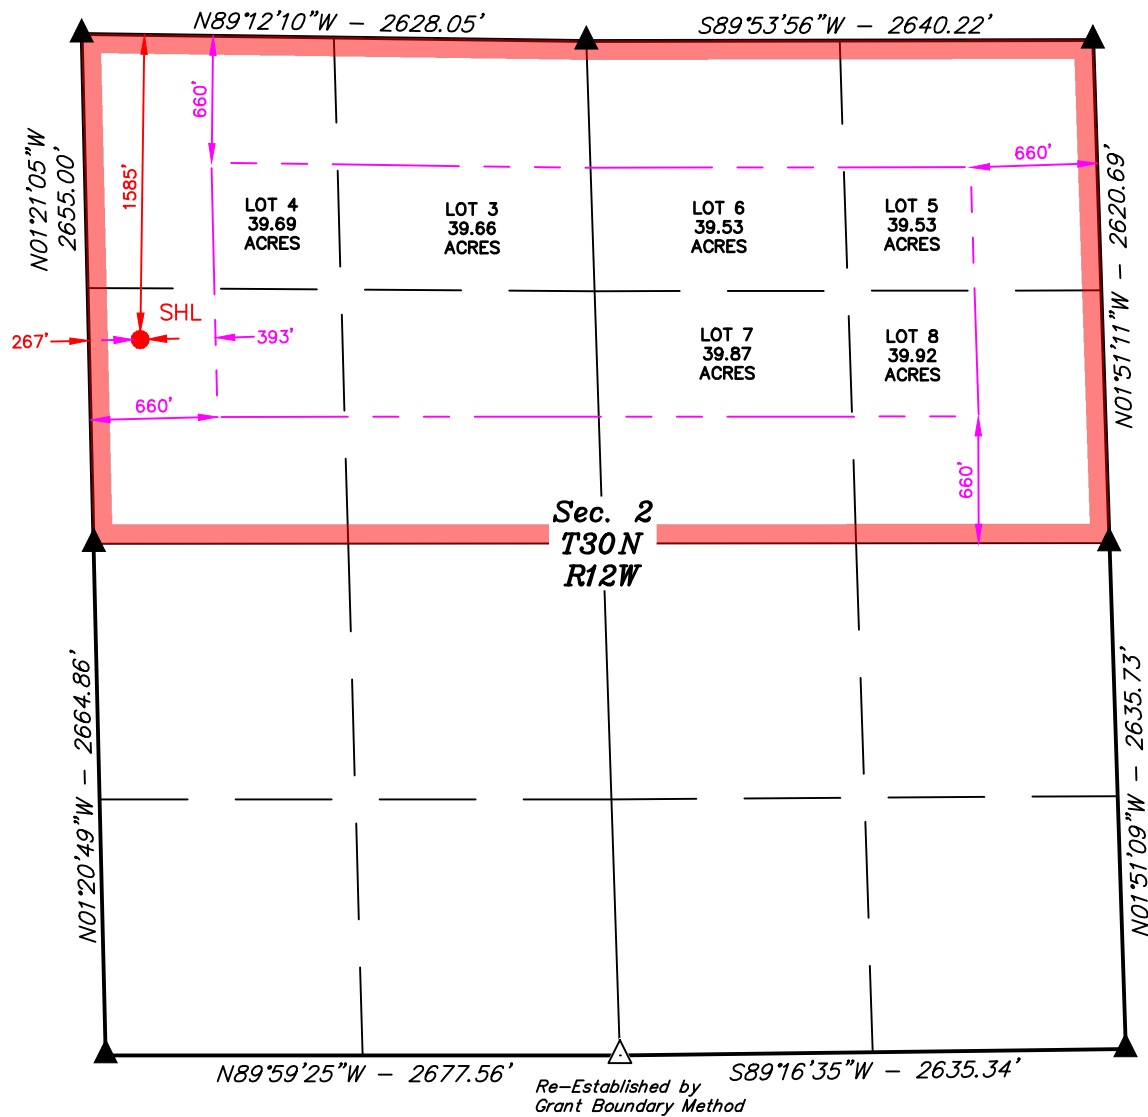 N89°12'10"W - 2628.05'
S89°53'56"W - 2640.22'
N01°21'05"W
2655.00'
660'
1585'
660'
N01°51'11"W - 2620.69'
LOT 4
39.69
ACRES
LOT 3
39.66
ACRES
LOT 6
39.53
ACRES
LOT 5
39.53
ACRES
SHL
267'
393'
LOT 7
39.87
ACRES
LOT 8
39.92
ACRES
660'
660'
Sec. 2
T30N
R12W
N01°20'49"W - 2664.86'
N01°51'09"W - 2635.73'
N89°59'25"W - 2677.56'
S89°16'35"W - 2635.34'
Re-Established by
Grant Boundary Method